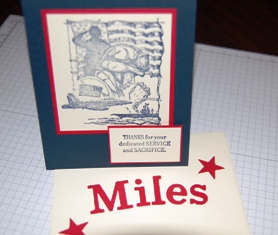 THANKS for your
dedicated SERVICE
and SACRIFICE.
Miles